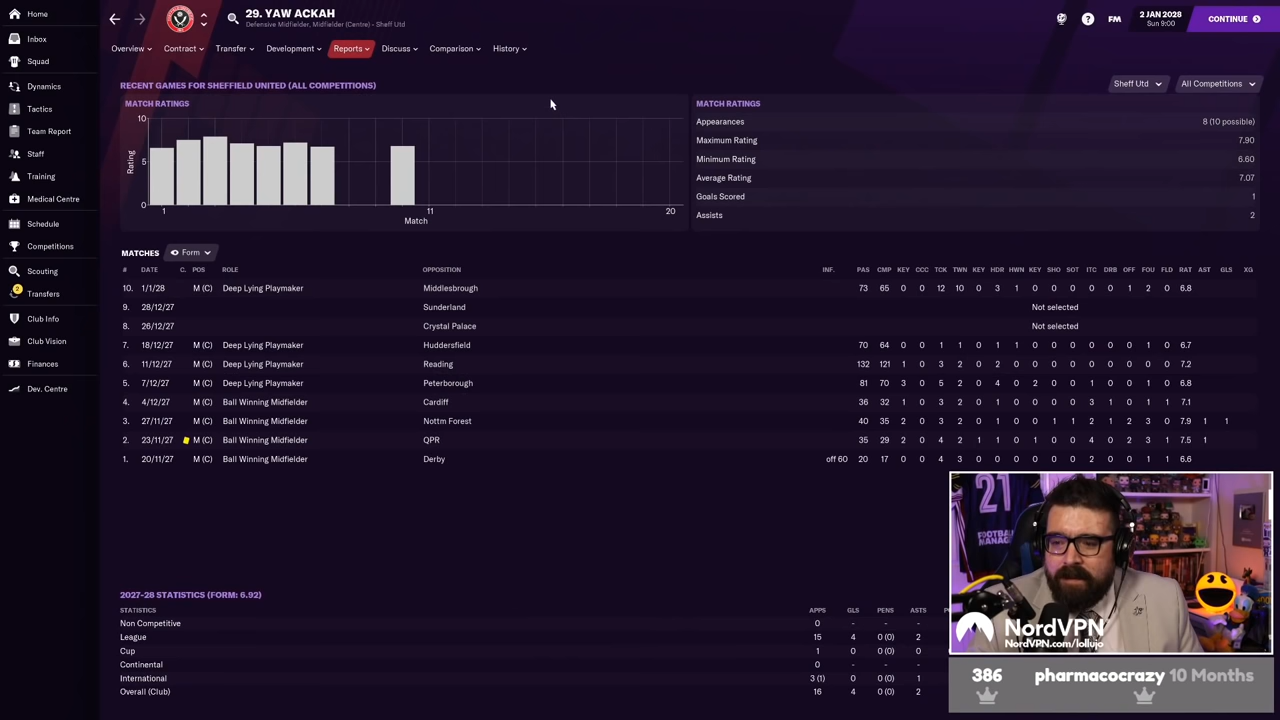 Home
Inbox
Squad
Dynamics
Tactics
Team Report
Staff
Training
Medical Centre
Schedule
Competitions
Scouting
2
Transfers
Club Info
Club Vision
Finances
Dev. Centre
29. YAW ACKAH
Defensive Midfielder, Midfielder (Centre) - Sheff Utd
FM
2 JAN 2028
Sun 9:00
CONTINUE
Overview Contract Transfer Development Reports Discuss Comparison History
RECENT GAMES FOR SHEFFIELD UNITED (ALL COMPETITIONS)
Sheff Utd All Competitions
MATCH RATINGS
10
5
0
Rating
1 11 20
Match
MATCH RATINGS
Appearances 8 (10 possible)
Maximum Rating 7.90
Minimum Rating 6.60
Average Rating 7.07
Goals Scored 1
Assists 2
MATCHES Form
# DATE C. POS ROLE OPPOSITION INF. PAS CMP KEY CCC TCK TWN KEY HDR HWN KEY SHO SOT ITC DRB OFF FOU FLD RAT AST GLS XG
10. 1/1/28 M (C) Deep Lying Playmaker Middlesbrough 73 65 0 0 12 10 0 3 1 0 0 0 0 0 1 2 0 6.8
9. 28/12/27 Sunderland Not selected
8. 26/12/27 Crystal Palace Not selected
7. 18/12/27 M (C) Deep Lying Playmaker Huddersfield 70 64 0 0 1 1 0 1 1 0 0 0 0 0 0 1 0 6.7
6. 11/12/27 M (C) Deep Lying Playmaker Reading 132 121 1 0 3 2 0 2 0 0 0 0 0 0 0 0 0 7.2
5. 7/12/27 M (C) Deep Lying Playmaker Peterborough 81 70 3 0 5 2 0 4 0 2 0 0 1 0 0 1 0 6.8
4. 4/12/27 M (C) Ball Winning Midfielder Cardiff 36 32 1 0 3 2 0 1 0 0 0 0 3 1 0 1 0 7.1
3. 27/11/27 M (C) Ball Winning Midfielder Nottm Forest 40 35 2 0 3 2 0 1 0 0 1 1 2 1 2 3 0 7.9 1 1
2. 23/11/27 M (C) Ball Winning Midfielder QPR 35 29 2 0 4 2 1 1 0 1 0 0 4 0 2 3 1 7.5 1
1. 20/11/27 M (C) Ball Winning Midfielder Derby off 60 20 17 0 0 4 3 0 0 0 0 0 0 2 0 0 1 1 6.6
2027-28 STATISTICS (FORM: 6.92)
STATISTICS APPS GLS PENS ASTS
Non Competitive 0 - - -
League 15 4 0 (0) 2
Cup 1 0 0 (0) 0
Continental 0 - - -
International 3 (1) 0 0 (0) 1
Overall (Club) 16 4 0 (0) 2
21
NordVPN
NordVPN.com/lollujo
386 pharmacocrazy 10 Months